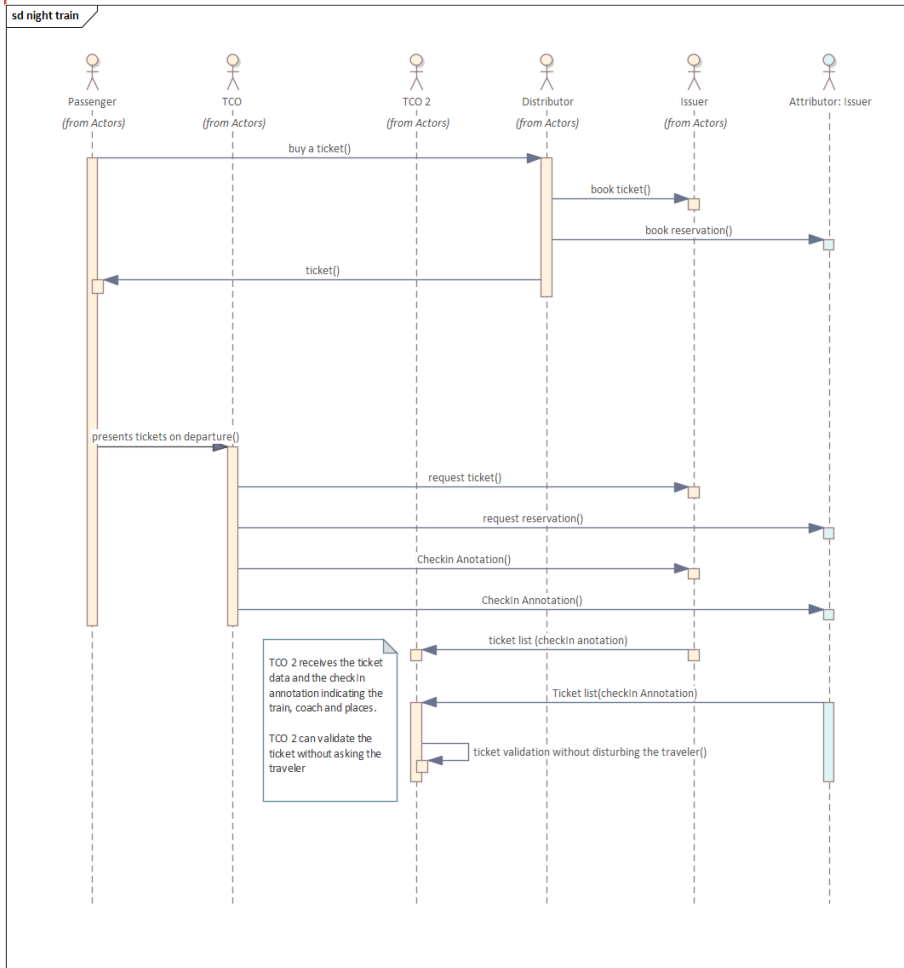 sd night train
Passenger
(from Actors)
TCO
(from Actors)
TCO 2
(from Actors)
Distributor
(from Actors)
Issuer
(from Actors)
Attributor: Issuer
buy a ticket()
book ticket()
book reservation()
ticket()
presents tickets on departure()
request ticket()
request reservation()
Checkin Anotation()
CheckIn Annotation()
ticket list (checkIn anotation)
TCO 2 receives the ticket
data and the checkIn
annotation indicating the
train, coach and places.
TCO 2 can validate the
ticket without asking the
traveler
Ticket list(checkIn Annotation)
ticket validation without disturbing the traveler()